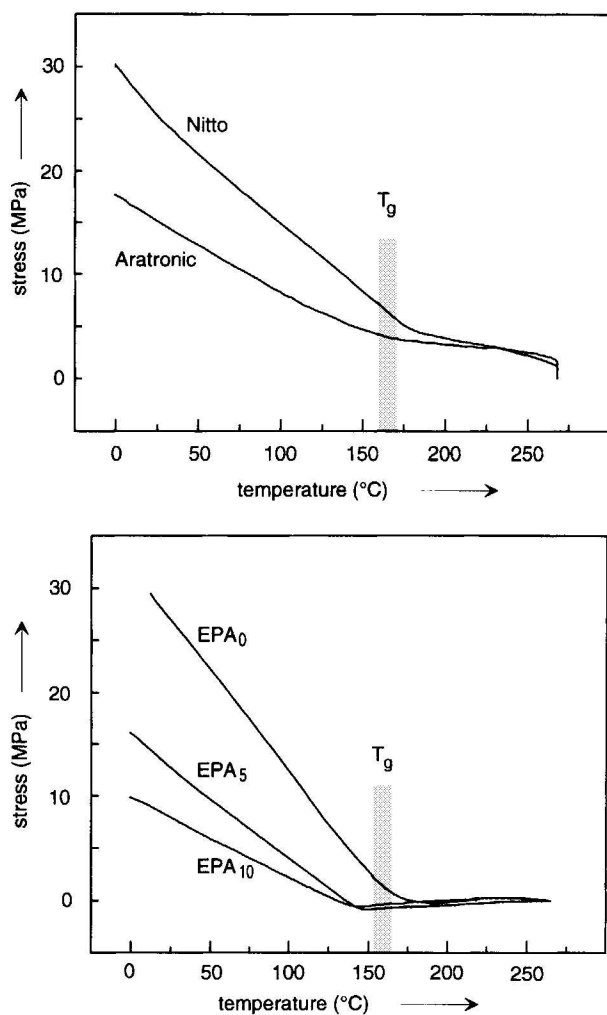 30
Nitto
20
Tg
Aratronic
10
0
stress (MPa)
0 50 100 150 200 250
temperature (°C)
30
EPA0
20
EPA5
Tg
10
EPA10
0
stress (MPa)
0 50 100 150 200 250
temperature (°C)